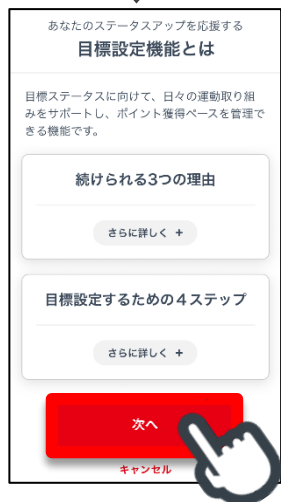 あなたのステータスアップを応援する
目標設定機能とは
目標ステータスに向けて、日々の運動取り組
みをサポートし、ポイント獲得ペースを管理で
きる機能です。
続けられる3つの理由
さらに詳しく +
目標設定するための４ステップ
さらに詳しく +
次へ
キャンセル